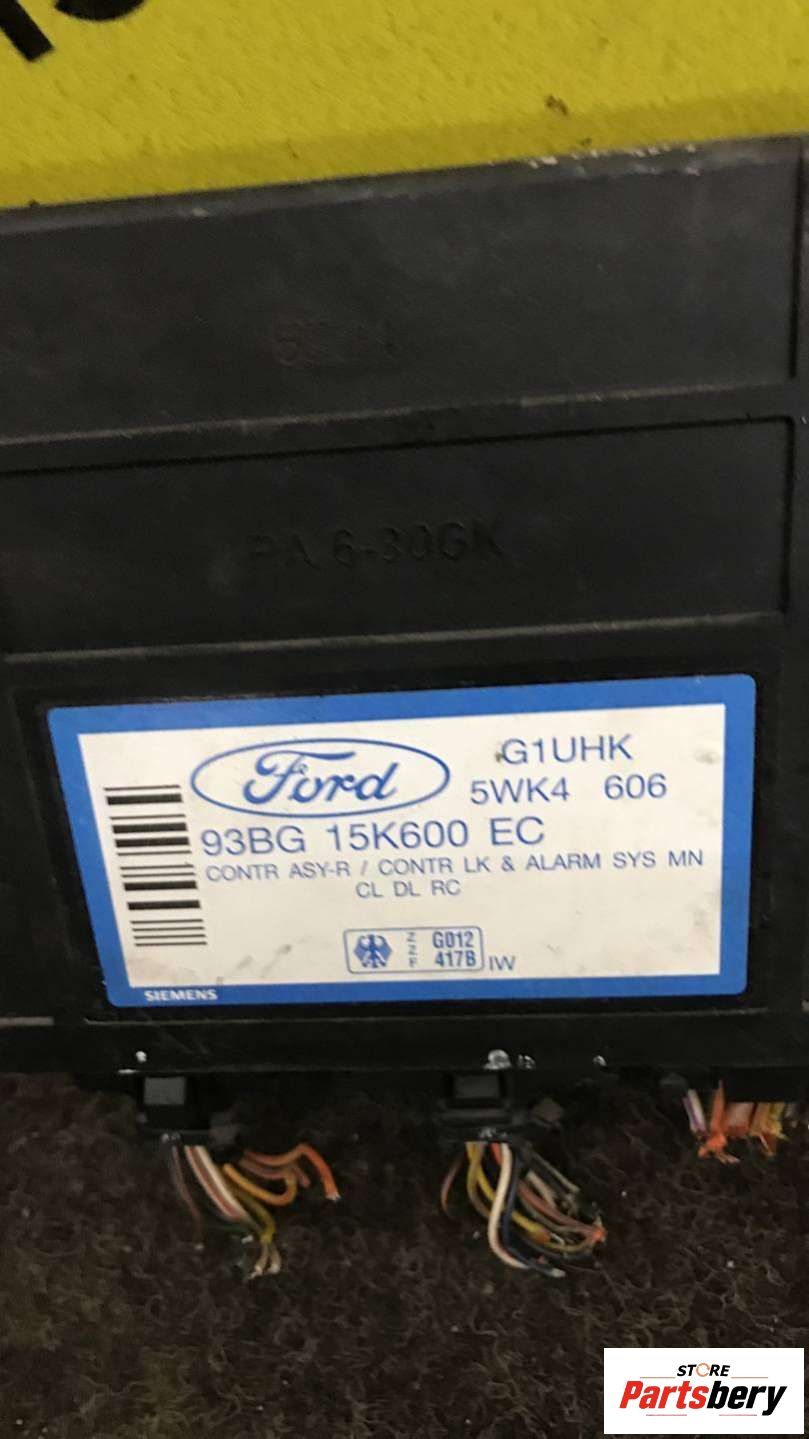 PA 6-30GK
Ford
G1UHK
5WK4 606
93BG 15K600 EC
CONTR ASY-R / CONTR LK & ALARM SYS MN
CL DL RC
Z Z F
G012
417B
IW
SIEMENS
STORE
Partsbery